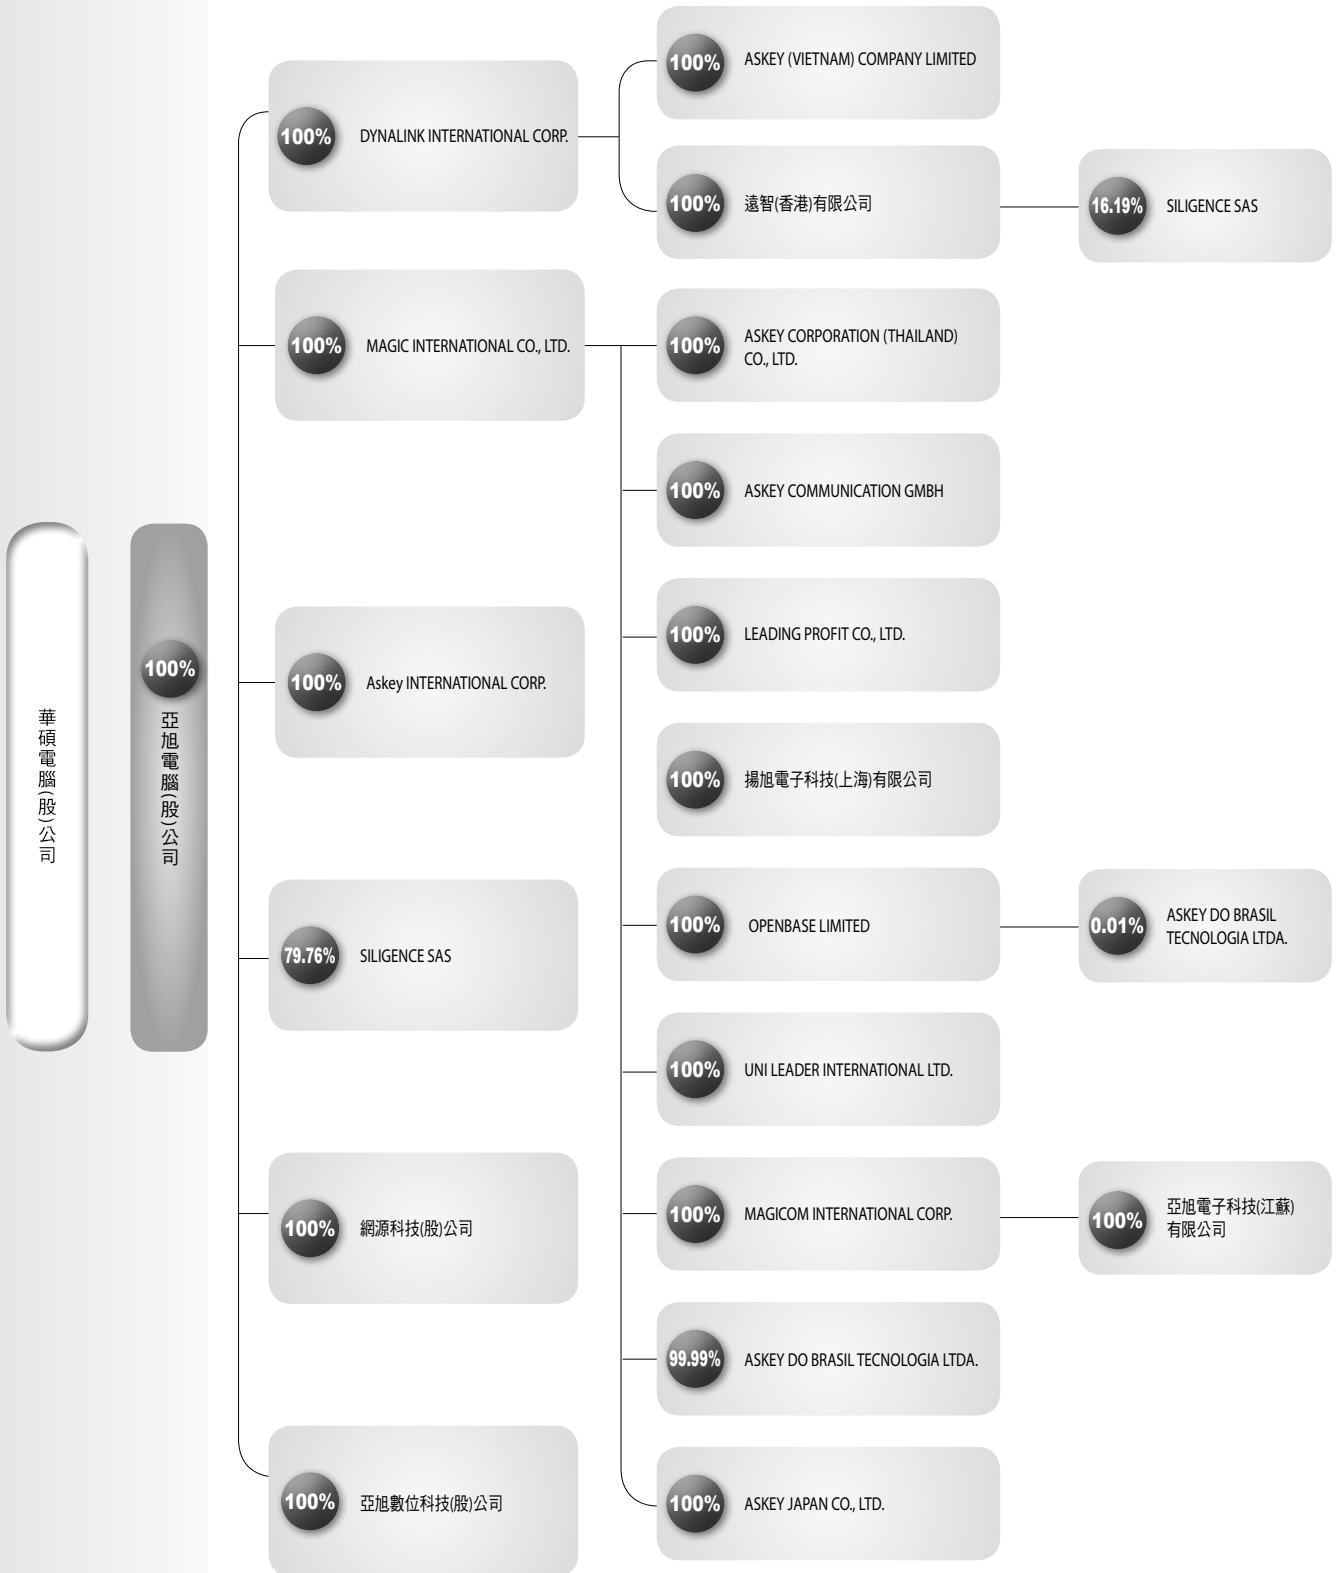 華碩電腦(股)公司
100%
亞旭電腦(股)公司
100%
DYNALINK INTERNATIONAL CORP.
100%
ASKEY (VIETNAM) COMPANY LIMITED
100%
遠智(香港)有限公司
16.19%
SILIGENCE SAS
100%
MAGIC INTERNATIONAL CO., LTD.
100%
ASKEY CORPORATION (THAILAND)
CO., LTD.
100%
ASKEY COMMUNICATION GMBH
100%
LEADING PROFIT CO., LTD.
100%
揚旭電子科技(上海)有限公司
100%
OPENBASE LIMITED
0.01%
ASKEY DO BRASIL
TECNOLOGIA LTDA.
100%
UNI LEADER INTERNATIONAL LTD.
100%
MAGICOM INTERNATIONAL CORP.
100%
亞旭電子科技(江蘇)
有限公司
99.99%
ASKEY DO BRASIL TECNOLOGIA LTDA.
100%
ASKEY JAPAN CO., LTD.
100%
Askey INTERNATIONAL CORP.
79.76%
SILIGENCE SAS
100%
網源科技(股)公司
100%
亞旭數位科技(股)公司